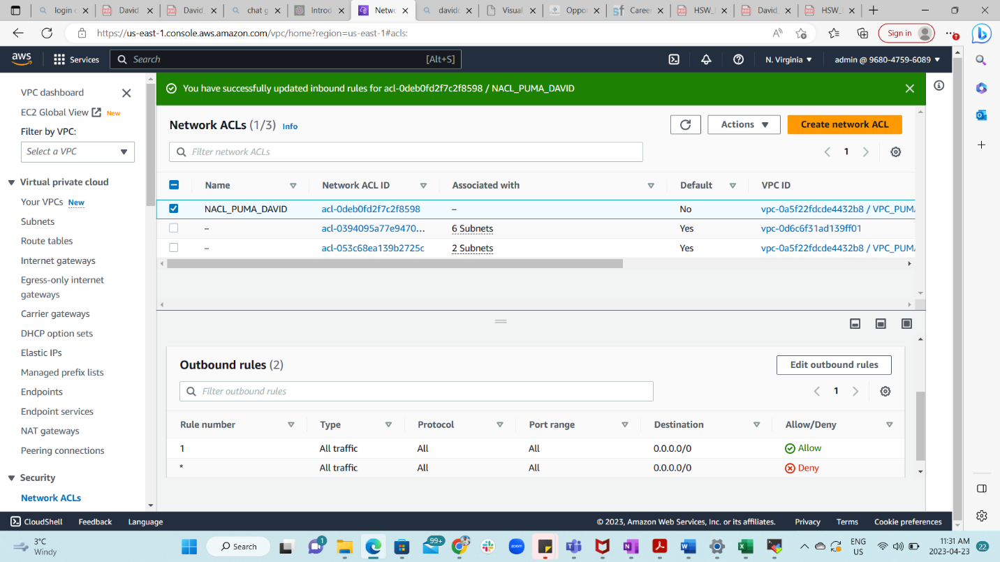 login c
David
David_
chat g
Introd
Netwo
davidc
Visual
Oppor
Career
HSW_
David_
HSW_
https://us-east-1.console.aws.amazon.com/vpc/home?region=us-east-1#acls:
Sign in
aws
Services
Search
[Alt+S]
N. Virginia
admin @ 9680-4759-6089
VPC dashboard
EC2 Global View New
Filter by VPC:
Select a VPC
Virtual private cloud
Your VPCs New
Subnets
Route tables
Internet gateways
Egress-only internet
gateways
Carrier gateways
DHCP option sets
Elastic IPs
Managed prefix lists
Endpoints
Endpoint services
NAT gateways
Peering connections
Security
Network ACLs
You have successfully updated inbound rules for acl-0deb0fd2f7c2f8598 / NACL_PUMA_DAVID
Network ACLs (1/3) Info
Actions
Create network ACL
Filter network ACLs
1
Name Network ACL ID Associated with Default VPC ID
NACL_PUMA_DAVID acl-0deb0fd2f7c2f8598 – No vpc-0a5f22fdcde4432b8 / VPC_PUMA
– acl-0394095a77e9470... 6 Subnets Yes vpc-0d6c6f31ad139ff01
– acl-053c68ea139b2725c 2 Subnets Yes vpc-0a5f22fdcde4432b8 / VPC_PUMA
Outbound rules (2)
Edit outbound rules
Filter outbound rules
1
Rule number Type Protocol Port range Destination Allow/Deny
1 All traffic All All 0.0.0.0/0 Allow
* All traffic All All 0.0.0.0/0 Deny
CloudShell Feedback Language
© 2023, Amazon Web Services, Inc. or its affiliates. Privacy Terms Cookie preferences
3°C
Windy
Search
1
99+
zoom
ENG
US
11:31 AM
2023-04-23
22